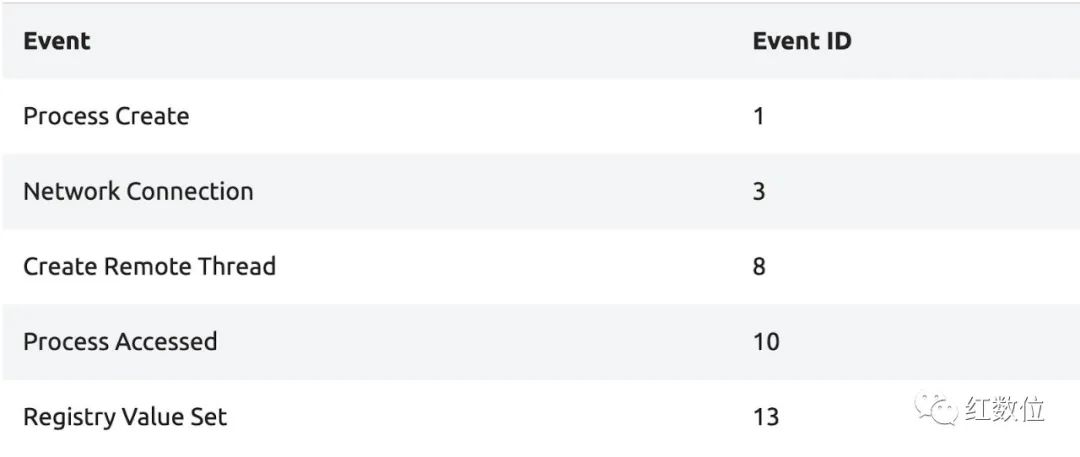 Event Event ID
Process Create 1
Network Connection 3
Create Remote Thread 8
Process Accessed 10
Registry Value Set 13
红数位